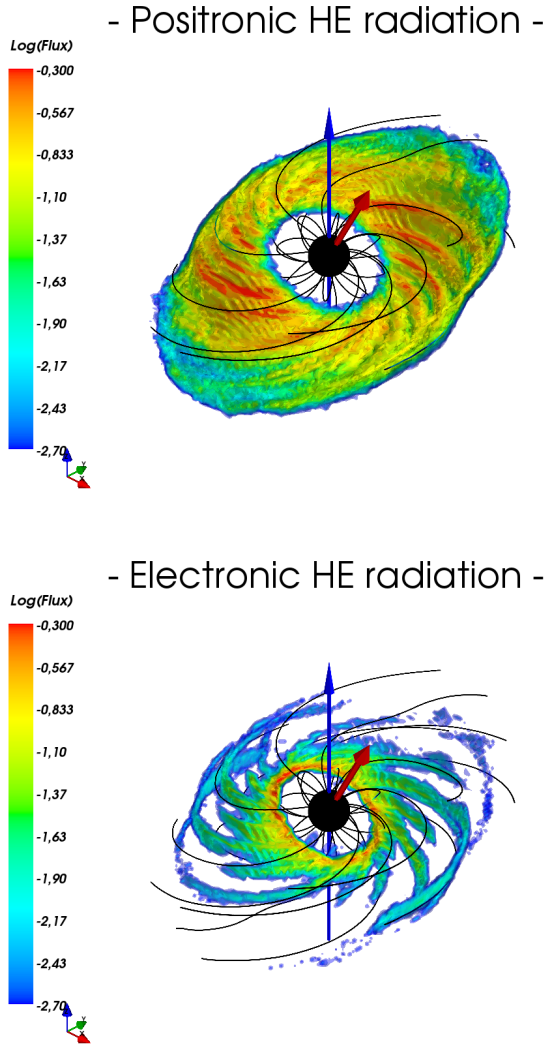 - Positronic HE radiation -
Log(Flux)
-0,300
-0,567
-0,833
-1,10
-1,37
-1,63
-1,90
-2,17
-2,43
-2,70
Y
X
- Electronic HE radiation -
Log(Flux)
-0,300
-0,567
-0,833
-1,10
-1,37
-1,63
-1,90
-2,17
-2,43
-2,70
Y
X